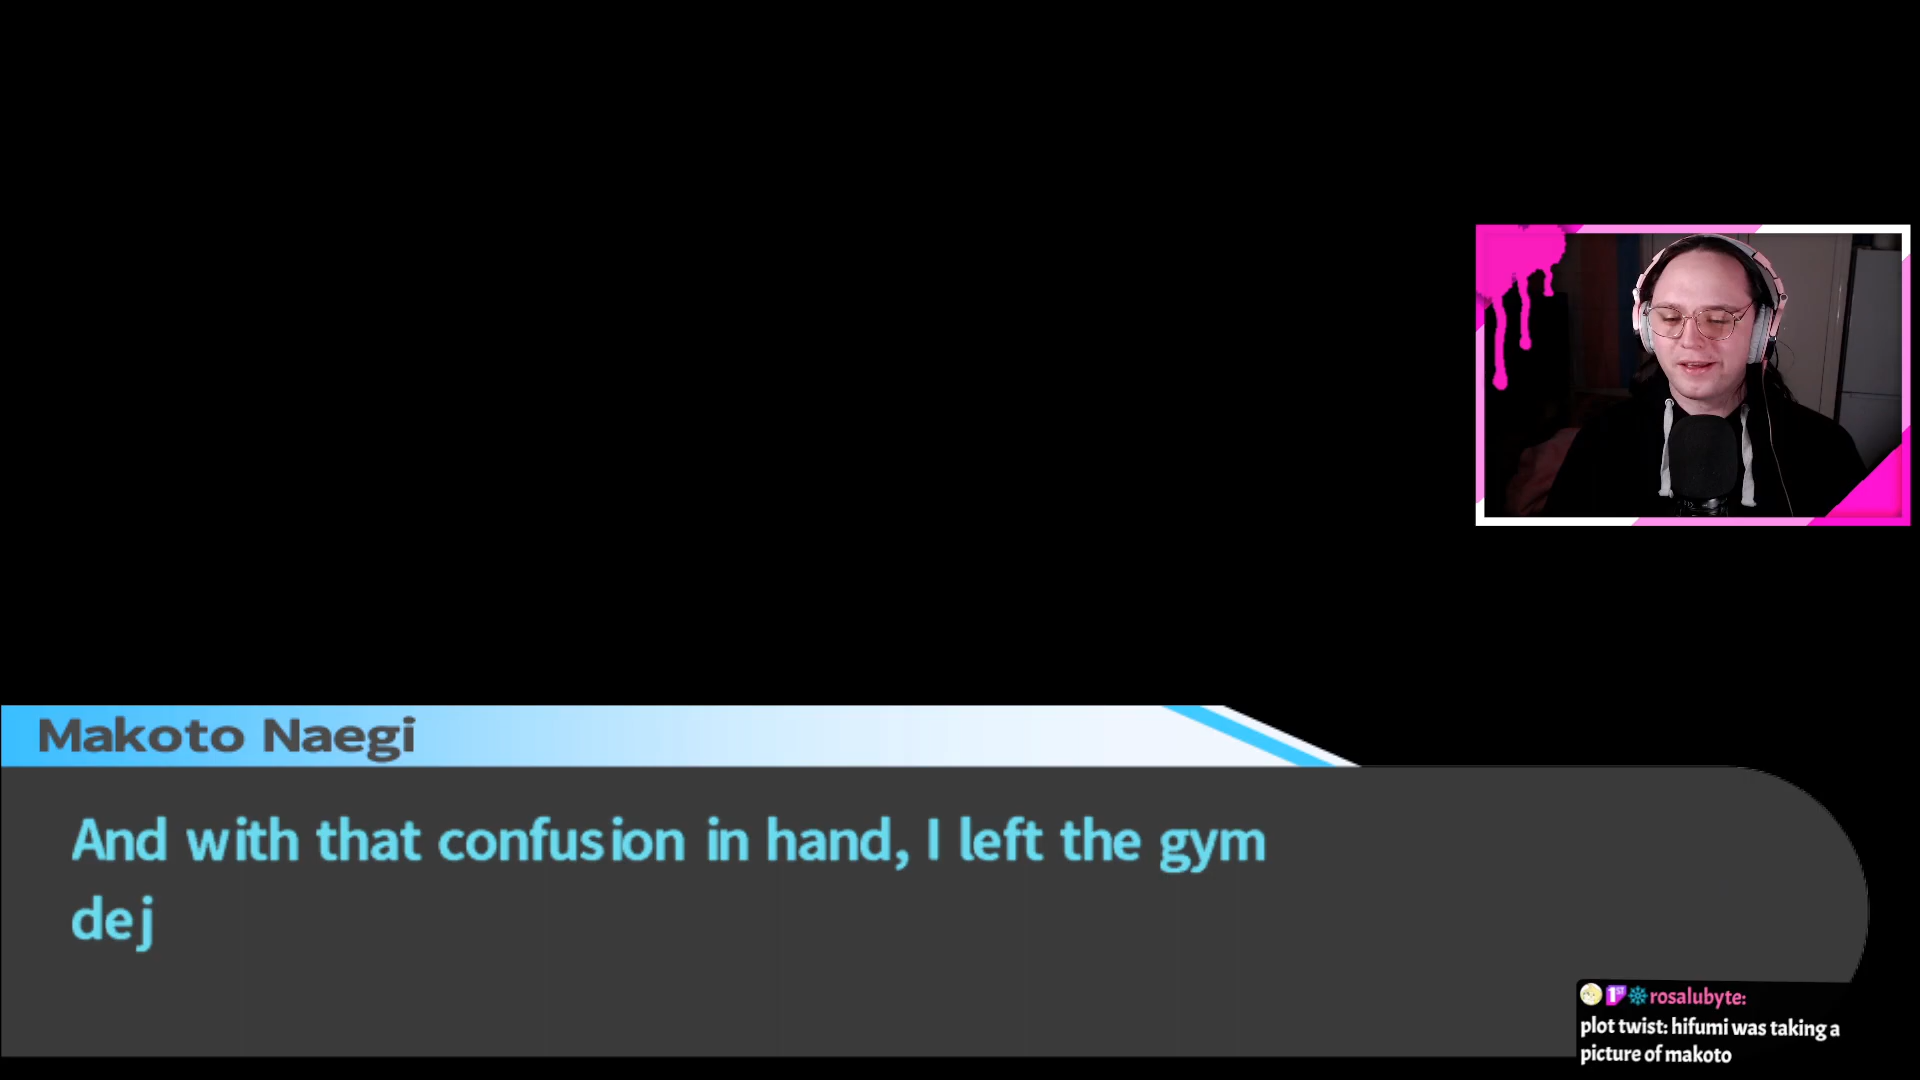 Makoto Naegi
And with that confusion in hand, I left the gym
dej
1ST rosalubyte:
plot twist: hifumi was taking a
picture of makoto